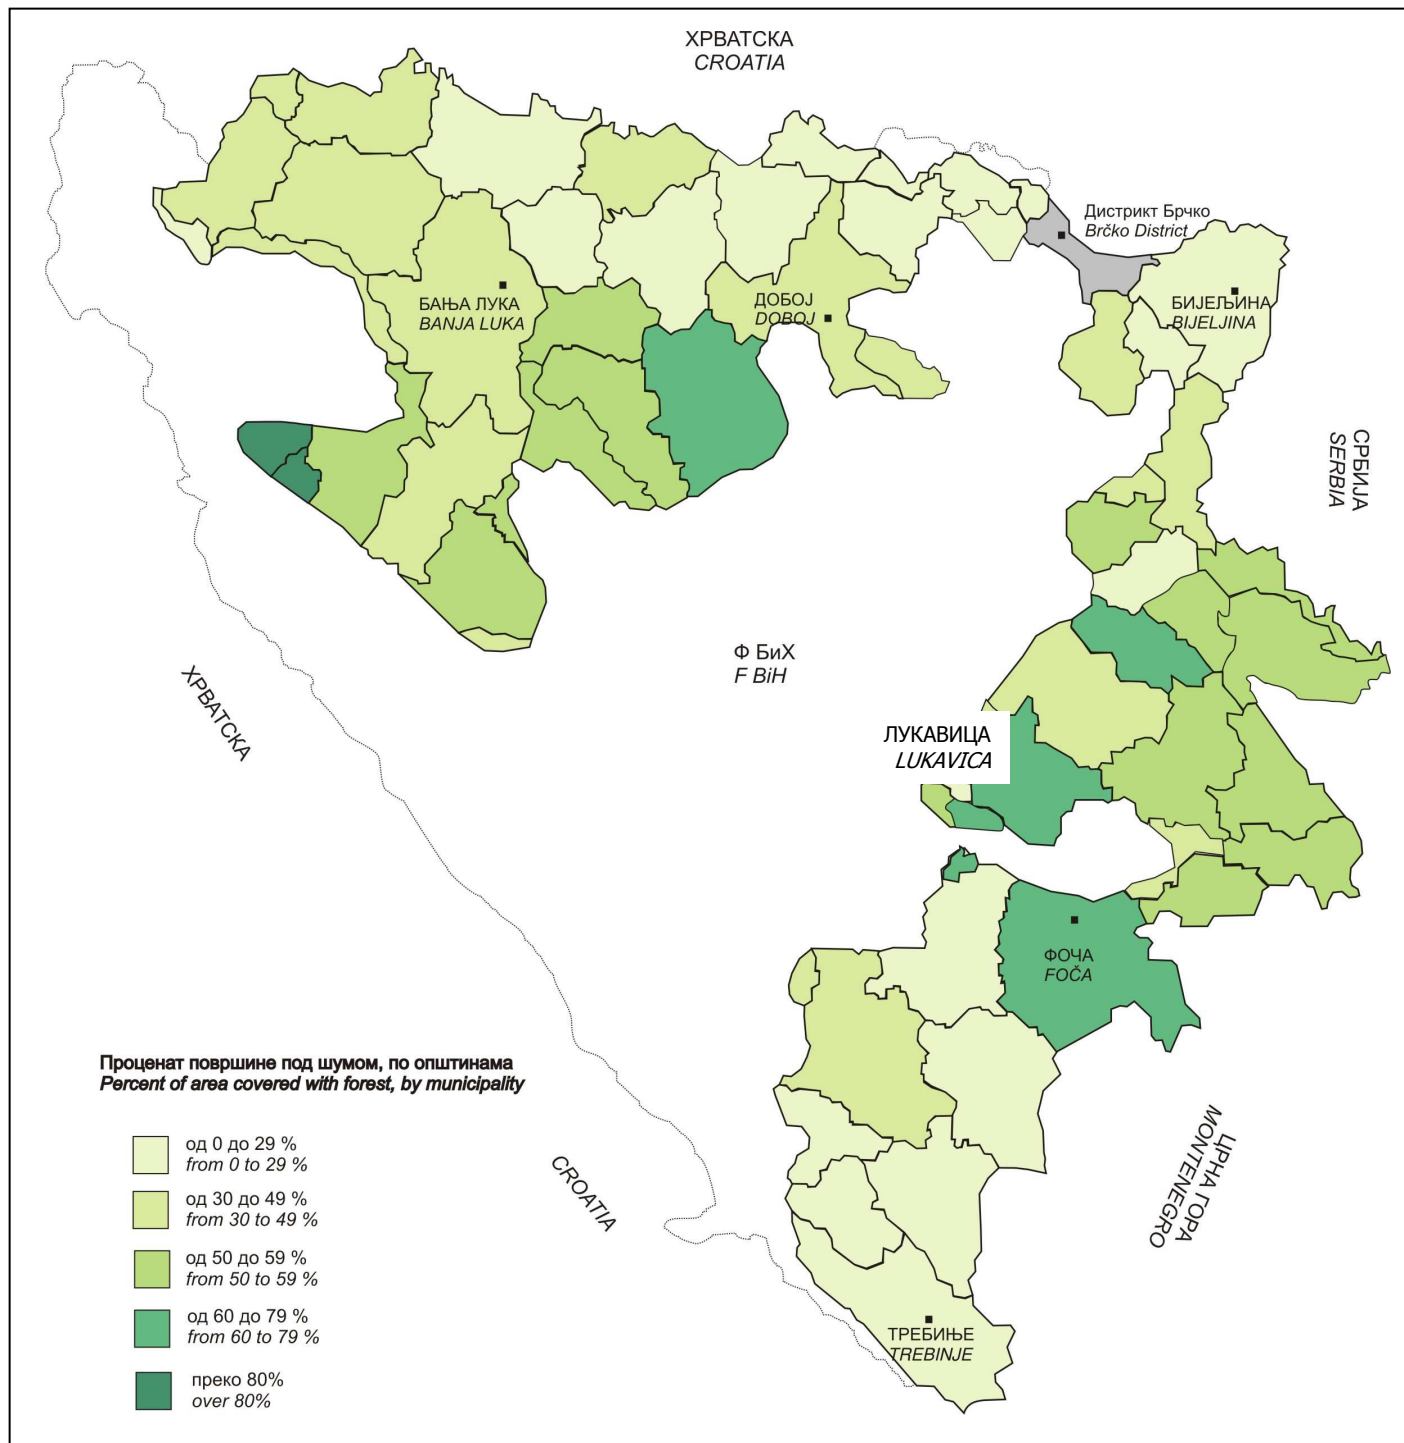 ХРВАТСКА
CROATIA
Дистрикт Брчко
Brčko District
БАЊА ЛУКА
BANJA LUKA
ДОБОЈ
DOBOJ
БИЈЕЉИНА
BIJELJINA
СРБИЈА
SERBIA
Ф БиХ
F BiH
ХРВАТСКА
ЛУКАВИЦА
LUKAVICA
ФОЧА
FOČA
Проценат површине под шумом, по општинама
Percent of area covered with forest, by municipality
од 0 до 29 %
from 0 to 29 %
од 30 до 49 %
from 30 to 49 %
од 50 до 59 %
from 50 to 59 %
од 60 до 79 %
from 60 to 79 %
преко 80%
over 80%
CROATIA
ЦРНА ГОРА
MONTENEGRO
ТРЕБИЊЕ
TREBINJE